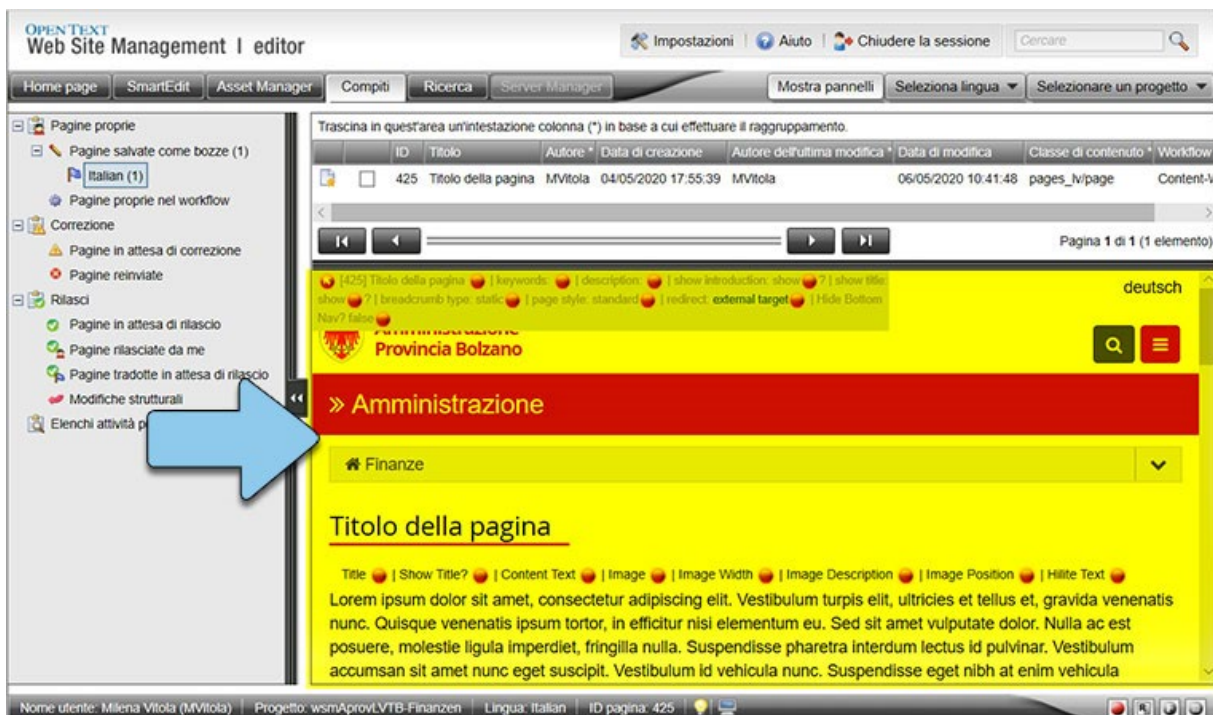 OPENTEXT
Web Site Management | editor
Impostazioni | Aiuto | Chiudere la sessione
Cercare
Home page SmartEdit Asset Manager Compiti Ricerca Server Manager
Mostra pannelli Seleziona lingua Selezionare un progetto
Pagine proprie
Pagine salvate come bozze (1)
Italian (1)
Pagine proprie nel workflow
Correzione
Pagine in attesa di correzione
Pagine reinviate
Rilasci
Pagine in attesa di rilascio
Pagine rilasciate da me
Pagine tradotte in attesa di rilascio
Modifiche strutturali
Elenchi attività p
Trascina in quest'area un'intestazione colonna (*) in base a cui effettuare il raggruppamento.
ID Titolo Autore * Data di creazione Autore dell'ultima modifica * Data di modifica Classe di contenuto * Workflow
425 Titolo della pagina MVitola 04/05/2020 17:55:39 MVitola 06/05/2020 10:41:48 pages_lv/page Content-V
Pagina 1 di 1 (1 elemento)
[425] Titolo della pagina | keywords: | description: | show introduction: show ? | show title:
show ? | breadcrumb type: static | page style: standard | redirect: external target | Hide Bottom
Nav? false
deutsch
Amministrazione
Provincia Bolzano
» Amministrazione
Finanze
Titolo della pagina
Title | Show Title? | Content Text | Image | Image Width | Image Description | Image Position | Hilite Text
Lorem ipsum dolor sit amet, consectetur adipiscing elit. Vestibulum turpis elit, ultricies et tellus et, gravida venenatis
nunc. Quisque venenatis ipsum tortor, in efficitur nisi elementum eu. Sed sit amet vulputate dolor. Nulla ac est
posuere, molestie ligula imperdiet, fringilla nulla. Suspendisse pharetra interdum lectus id pulvinar. Vestibulum
accumsan sit amet nunc eget suscipit. Vestibulum id vehicula nunc. Suspendisse eget nibh at enim vehicula
Nome utente: Milena Vitola (MVitola) Progetto: wsmAprovLVTB-Finanzen Lingua: Italian ID pagina: 425
R